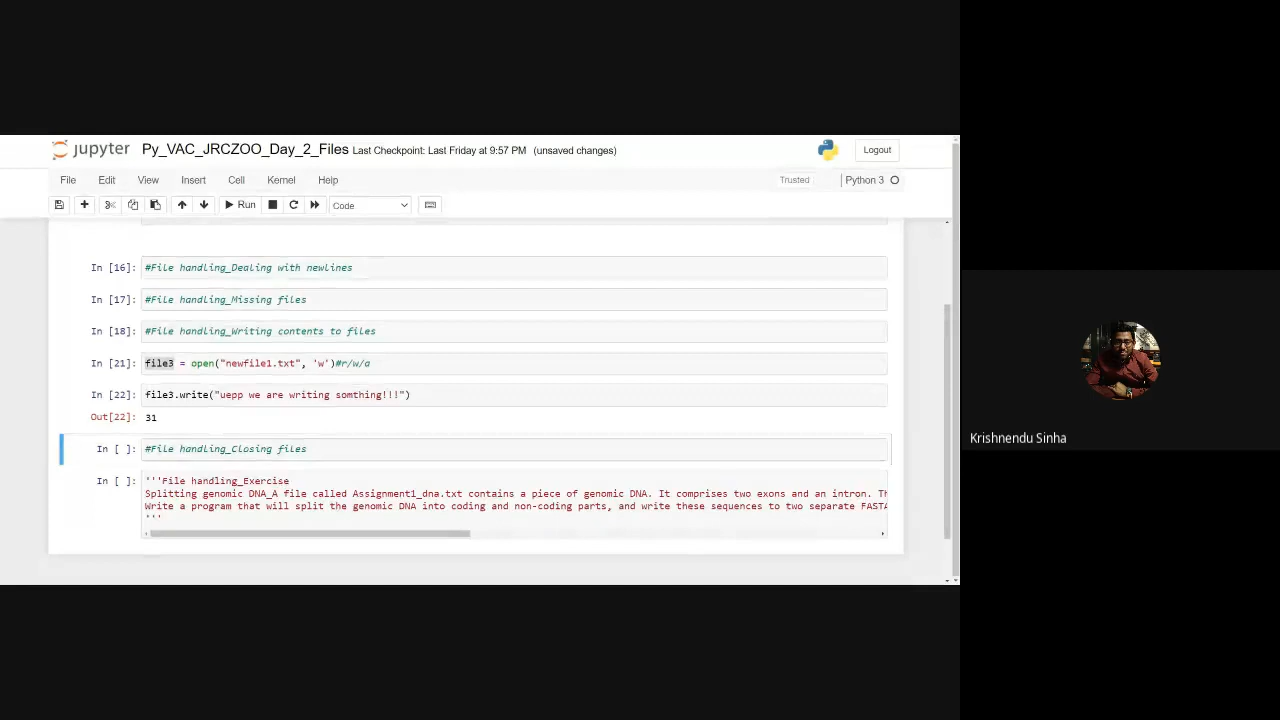 jupyter Py_VAC_JRCZOO_Day_2_Files Last Checkpoint: Last Friday at 9:57 PM (unsaved changes) Logout
File Edit View Insert Cell Kernel Help Trusted Python 3
Run Code
In [16]: #File handling_Dealing with newlines
In [17]: #File handling_Missing files
In [18]: #File handling_Writing contents to files
In [21]: file3 = open("newfile1.txt", 'w')#r/w/a
In [22]: file3.write("uepp we are writing somthing!!!")
Out[22]: 31
In [ ]: #File handling_Closing files
In [ ]: '''File handling_Exercise
Splitting genomic DNA_A file called Assignment1_dna.txt contains a piece of genomic DNA. It comprises two exons and an intron. Th
Write a program that will split the genomic DNA into coding and non-coding parts, and write these sequences to two separate FASTA
'''
Krishnendu Sinha